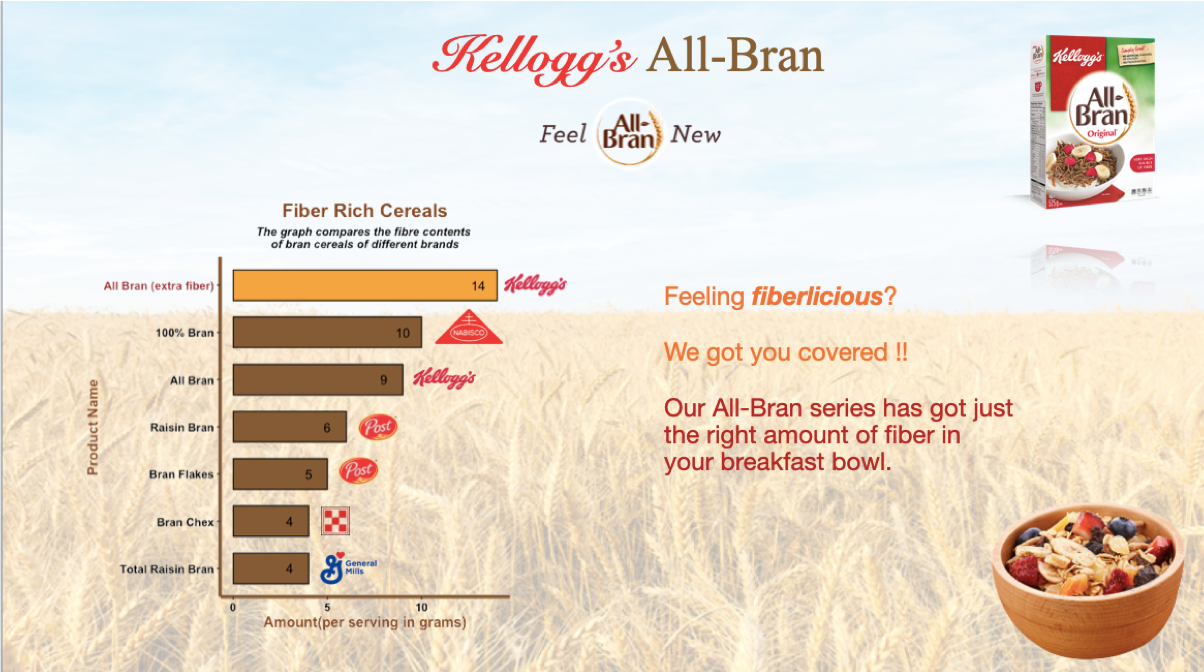 Kellogg's All-Bran
Feel All-Bran New
Kellogg's
All-Bran
Original
Fiber Rich Cereals
The graph compares the fibre contents
of bran cereals of different brands
All Bran (extra fiber) 14 Kellogg's
100% Bran 10 NABISCO
All Bran 9 Kellogg's
Raisin Bran 6 Post
Bran Flakes 5 Post
Bran Chex 4
Total Raisin Bran 4 General Mills
Product Name
0 5 10
Amount(per serving in grams)
Feeling fiberlicious?
We got you covered !!
Our All-Bran series has got just
the right amount of fiber in
your breakfast bowl.